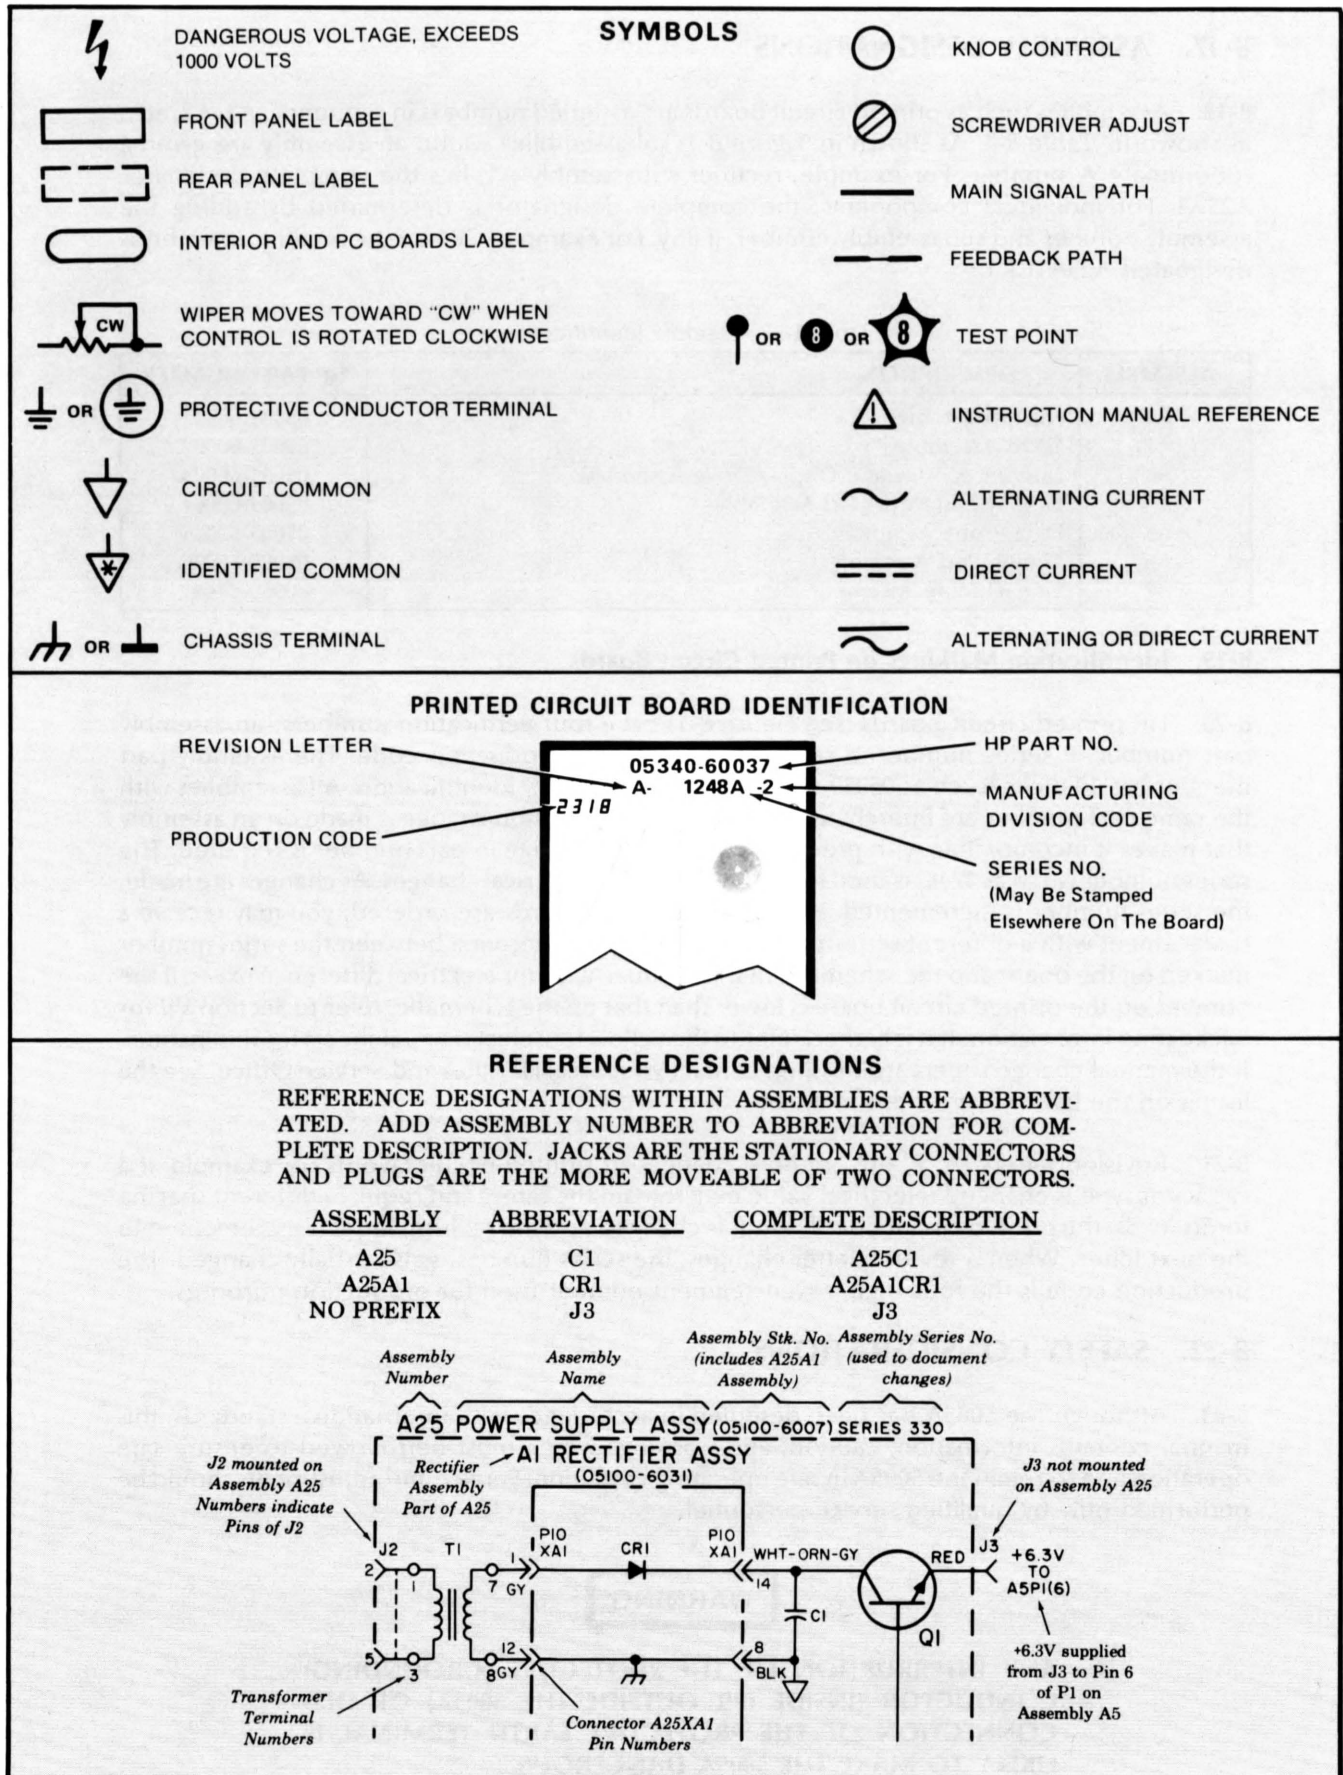 SYMBOLS
DANGEROUS VOLTAGE, EXCEEDS
1000 VOLTS
FRONT PANEL LABEL
REAR PANEL LABEL
INTERIOR AND PC BOARDS LABEL
CW
WIPER MOVES TOWARD "CW" WHEN
CONTROL IS ROTATED CLOCKWISE
OR
PROTECTIVE CONDUCTOR TERMINAL
CIRCUIT COMMON
*
IDENTIFIED COMMON
OR
CHASSIS TERMINAL
KNOB CONTROL
SCREWDRIVER ADJUST
MAIN SIGNAL PATH
FEEDBACK PATH
OR 8 OR 8
TEST POINT
!
INSTRUCTION MANUAL REFERENCE
ALTERNATING CURRENT
DIRECT CURRENT
ALTERNATING OR DIRECT CURRENT
PRINTED CIRCUIT BOARD IDENTIFICATION
REVISION LETTER
PRODUCTION CODE
05340-60037
A- 1248A -2
2318
HP PART NO.
MANUFACTURING
DIVISION CODE
SERIES NO.
(May Be Stamped
Elsewhere On The Board)
REFERENCE DESIGNATIONS
REFERENCE DESIGNATIONS WITHIN ASSEMBLIES ARE ABBREVI-
ATED. ADD ASSEMBLY NUMBER TO ABBREVIATION FOR COM-
PLETE DESCRIPTION. JACKS ARE THE STATIONARY CONNECTORS
AND PLUGS ARE THE MORE MOVEABLE OF TWO CONNECTORS.
ASSEMBLY ABBREVIATION COMPLETE DESCRIPTION
A25 C1 A25C1
A25A1 CR1 A25A1CR1
NO PREFIX J3 J3
Assembly
Number
Assembly
Name
Assembly Stk. No.
(includes A25A1
Assembly)
Assembly Series No.
(used to document
changes)
A25 POWER SUPPLY ASSY (05100-6007) SERIES 330
J2 mounted on
Assembly A25
Numbers indicate
Pins of J2
Rectifier
Assembly
Part of A25
A1 RECTIFIER ASSY
(05100-6031)
J3 not mounted
on Assembly A25
J2
T1
P1O
XA1
CR1
P1O
XA1
WHT-ORN-GY
RED
J3
+6.3V
TO
A5P1(6)
2
1
7
1
GY
14
C1
Q1
5
3
8
12
GY
8
BLK
Transformer
Terminal
Numbers
Connector A25XA1
Pin Numbers
+6.3V supplied
from J3 to Pin 6
of P1 on
Assembly A5